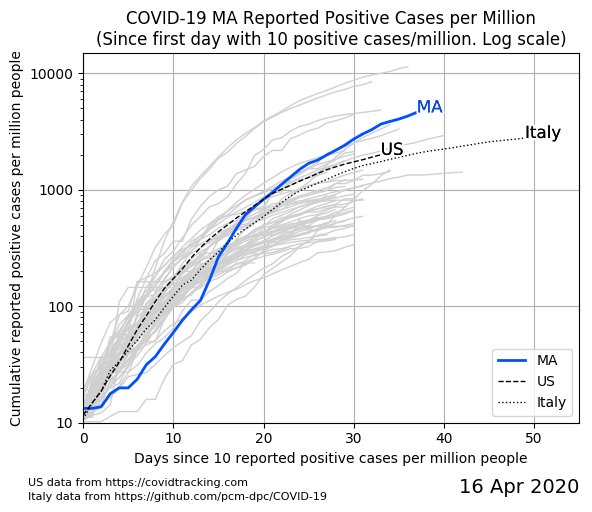 COVID-19 MA Reported Positive Cases per Million
(Since first day with 10 positive cases/million. Log scale)
Cumulative reported positive cases per million people
10000
1000
100
10
MA
US
Italy
MA
US
Italy
0
10
20
30
40
50
Days since 10 reported positive cases per million people
US data from https://covidtracking.com
Italy data from https://github.com/pcm-dpc/COVID-19
16 Apr 2020